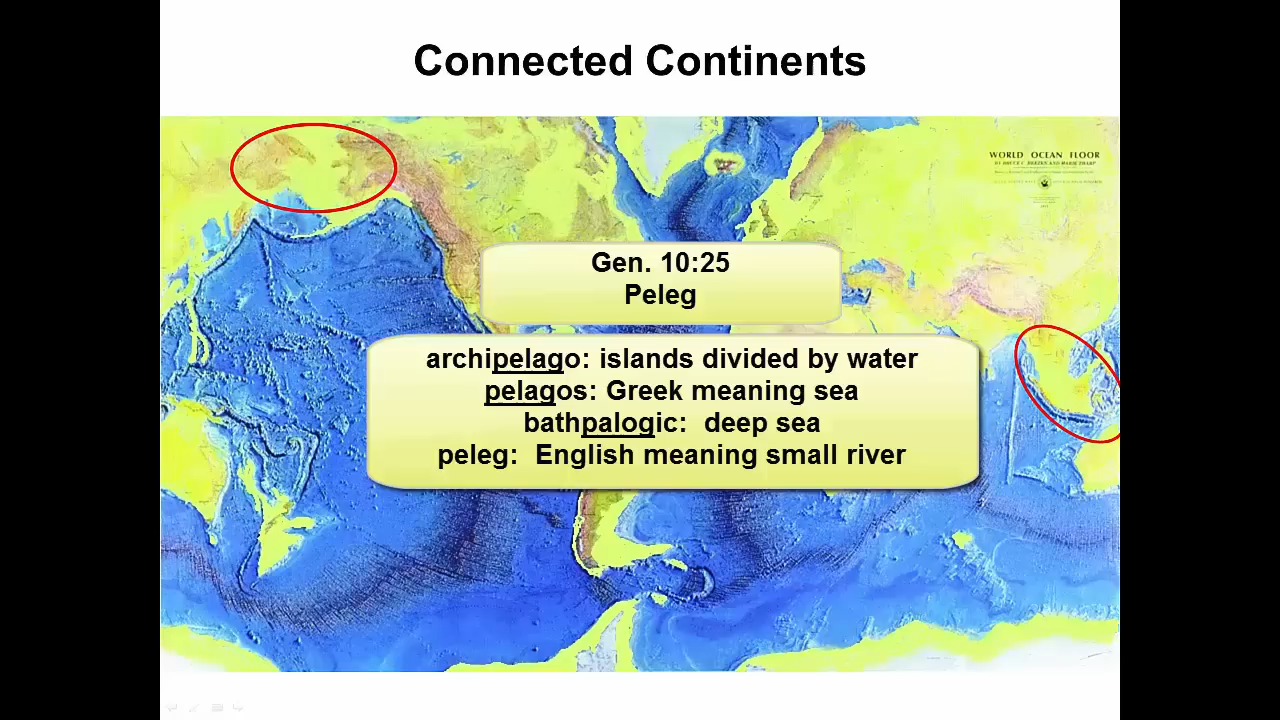 Connected Continents
WORLD OCEAN FLOOR
Gen. 10:25
Peleg
archipelago: islands divided by water
pelagos: Greek meaning sea
bathpalogic: deep sea
peleg: English meaning small river